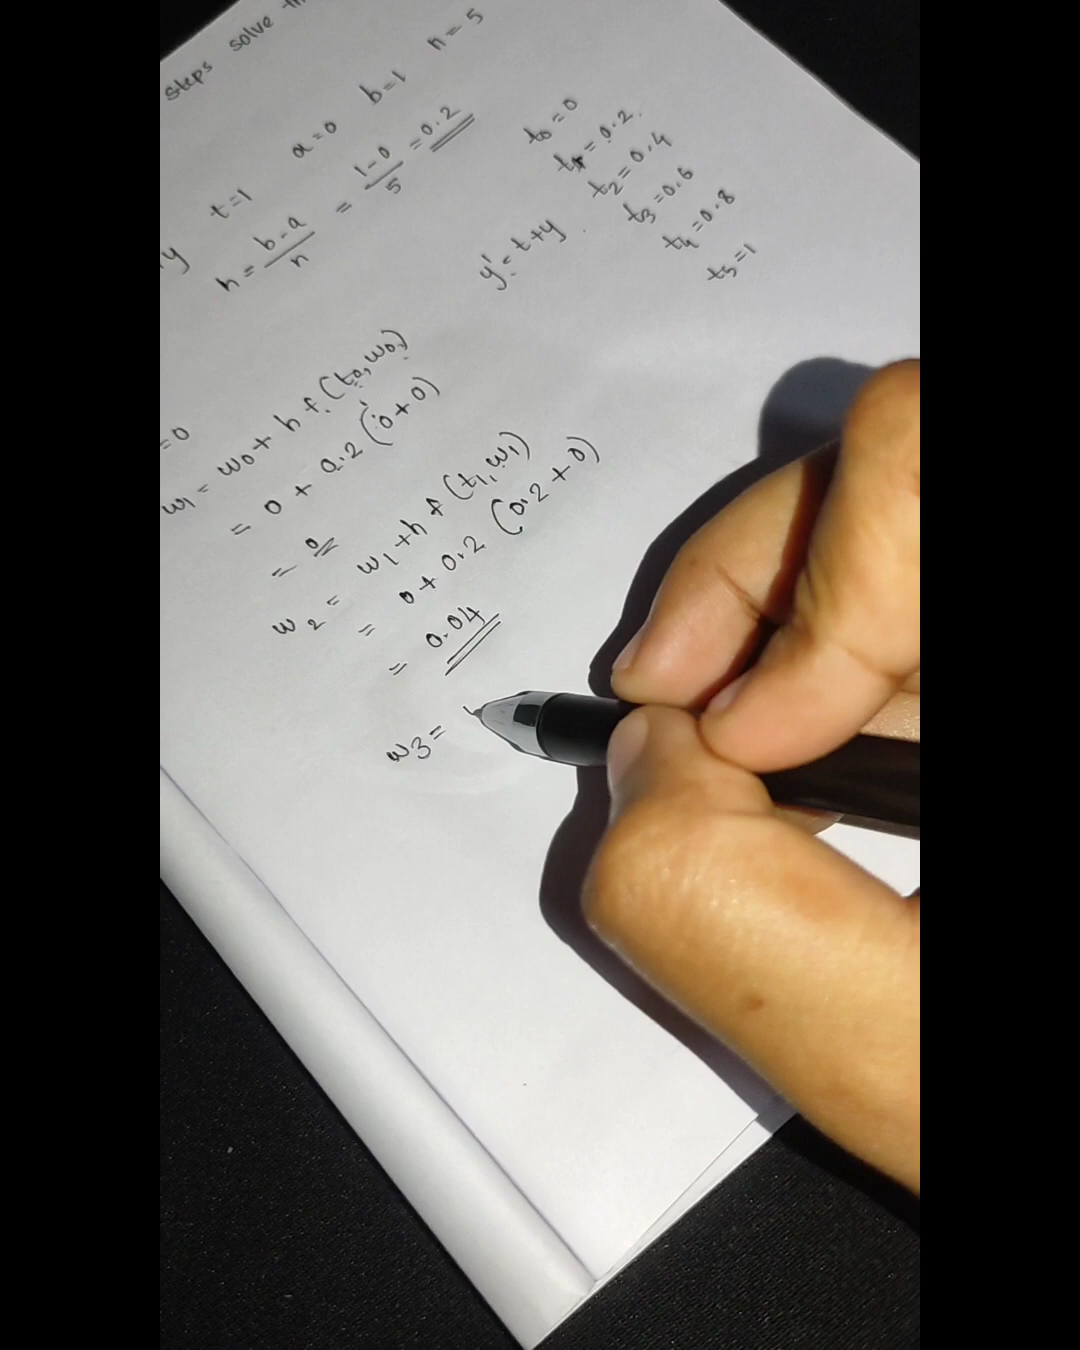 steps solve
y t=1 a=0 b=1 n=5
h = b-a/n = 1-0/5 = 0.2
y' = t+y
t0 = 0
t1 = 0.2
t2 = 0.4
t3 = 0.6
t4 = 0.8
t5 = 1
=0
w1 = w0 + h f (t0, w0)
= 0 + 0.2 (0+0)
= 0
w2 = w1 + h f (t1, w1)
= 0 + 0.2 (0.2 + 0)
= 0.04
w3 =